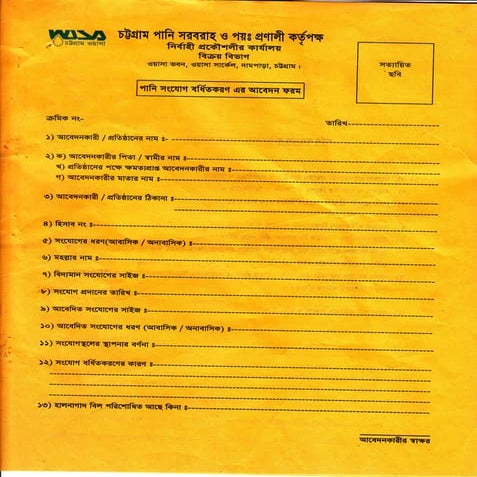 WASA
চট্টগ্রাম ওয়াসা
চট্টগ্রাম পানি সরবরাহ ও পয়ঃ প্রণালী কর্তৃপক্ষ
নির্বাহী প্রকৌশলীর কার্যালয়
বিক্রয় বিভাগ
ওয়াসা ভবন, ওয়াসা সার্কেল, দামপাড়া, চট্টগ্রাম।
সত্যায়িত
ছবি
পানি সংযোগ বর্ধিতকরণ এর আবেদন ফরম
ক্রমিক নং-
তারিখ-
১) আবেদনকারী / প্রতিষ্ঠানের নাম ঃ-
২) ক) আবেদনকারীর পিতা / স্বামীর নাম ঃ
খ) প্রতিষ্ঠানের পক্ষে ক্ষমতাপ্রাপ্ত আবেদনকারীর নাম ঃ
গ) আবেদনকারীর মাতার নাম ঃ
৩) আবেদনকারী / প্রতিষ্ঠানের ঠিকানা ঃ
৪) হিসাব নং ঃ
৫) সংযোগের ধরণ(আবাসিক / অনাবাসিক) ঃ
৬) মহল্লার নাম ঃ
৭) বিদ্যমান সংযোগের সাইজ ঃ
৮) সংযোগ প্রদানের তারিখ ঃ
৯) আবেদিত সংযোগের সাইজ ঃ
১০) আবেদিত সংযোগের ধরণ (আবাসিক / অনাবাসিক) ঃ
১১) সংযোগস্থলের স্থাপনার বর্ণনা ঃ
১২) সংযোগ বর্ধিতকরণের কারণ ঃ
১৩) হালনাগাদ বিল পরিশোধিত আছে কিনা ঃ
আবেদনকারীর স্বাক্ষর